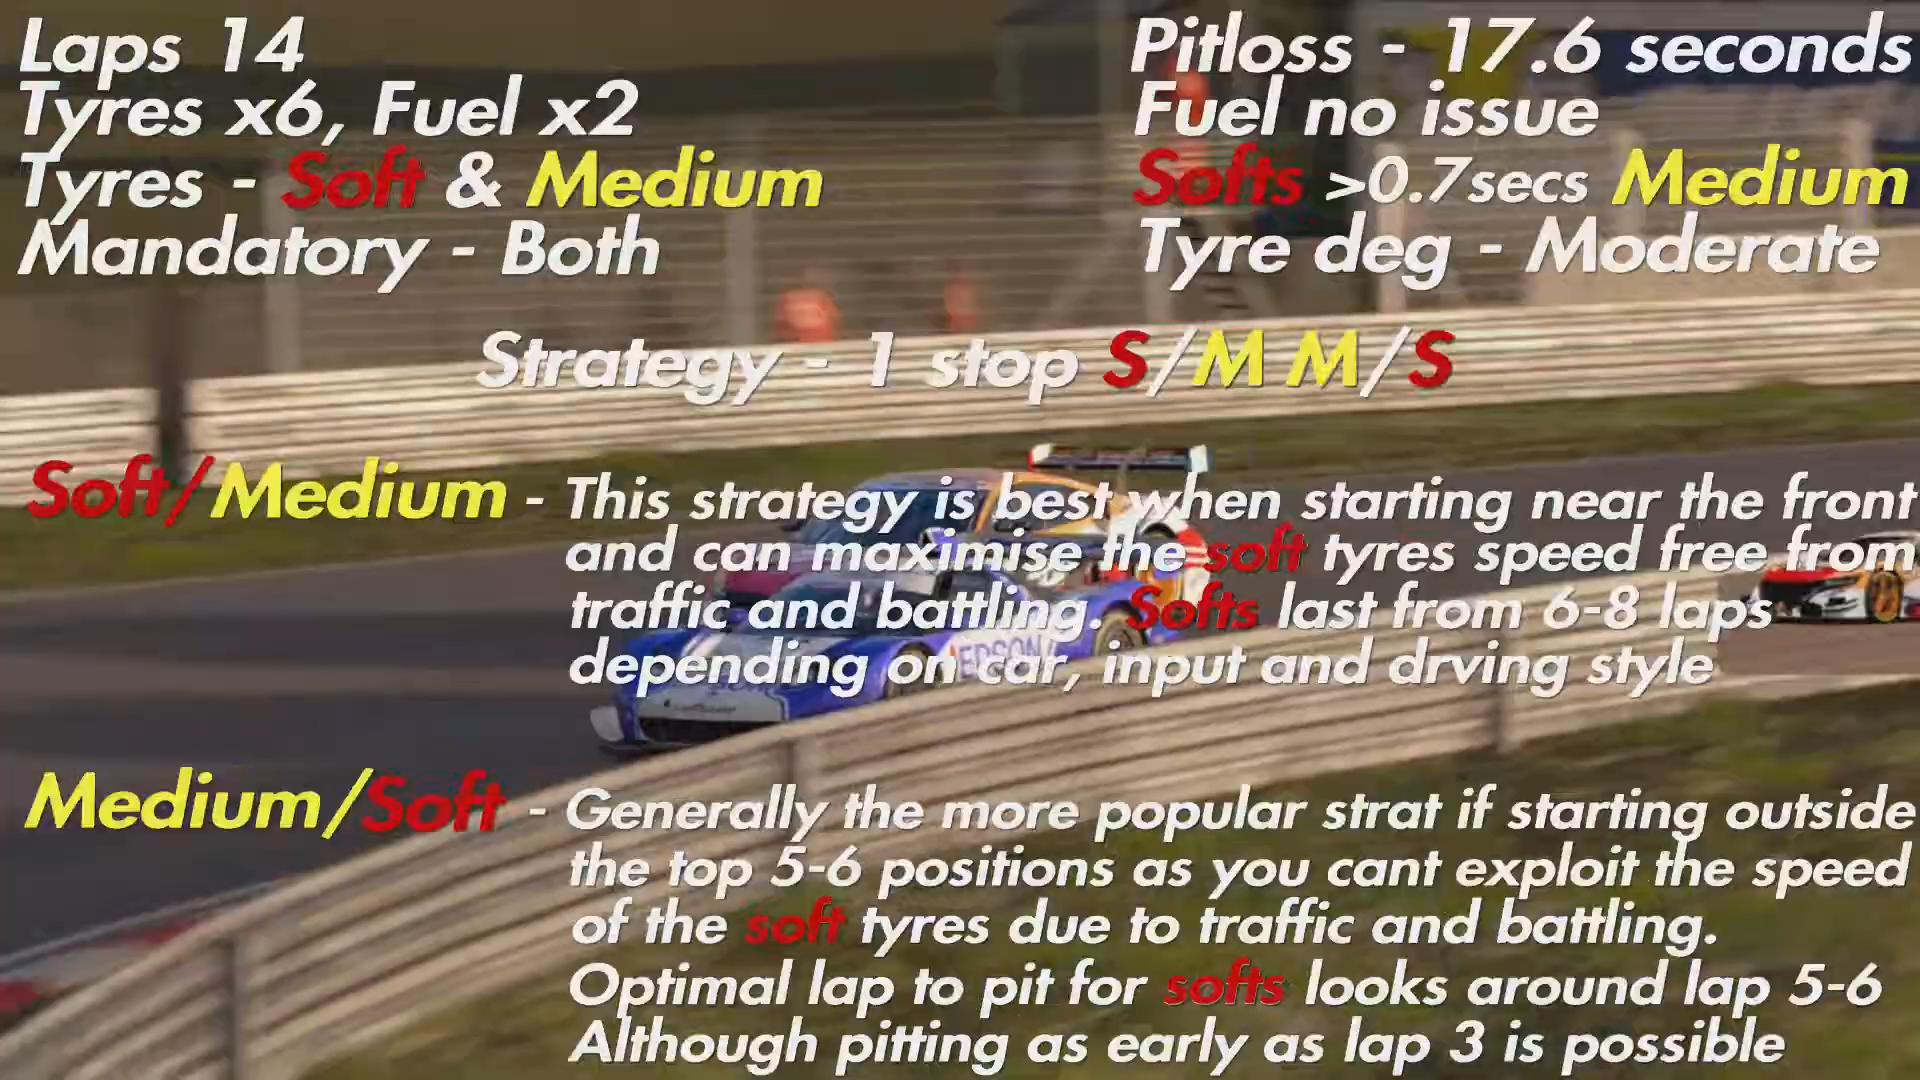 Laps 14
Tyres x6, Fuel x2
Tyres - Soft & Medium
Mandatory - Both
Pitloss - 17.6 seconds
Fuel no issue
Softs >0.7secs Medium
Tyre deg - Moderate
Strategy - 1 stop S/M M/S
Soft/Medium - This strategy is best when starting near the front
and can maximise the soft tyres speed free from
traffic and battling. Softs last from 6-8 laps
depending on car, input and drving style
Medium/Soft - Generally the more popular strat if starting outside
the top 5-6 positions as you cant exploit the speed
of the soft tyres due to traffic and battling.
Optimal lap to pit for softs looks around lap 5-6
Although pitting as early as lap 3 is possible
EPSON